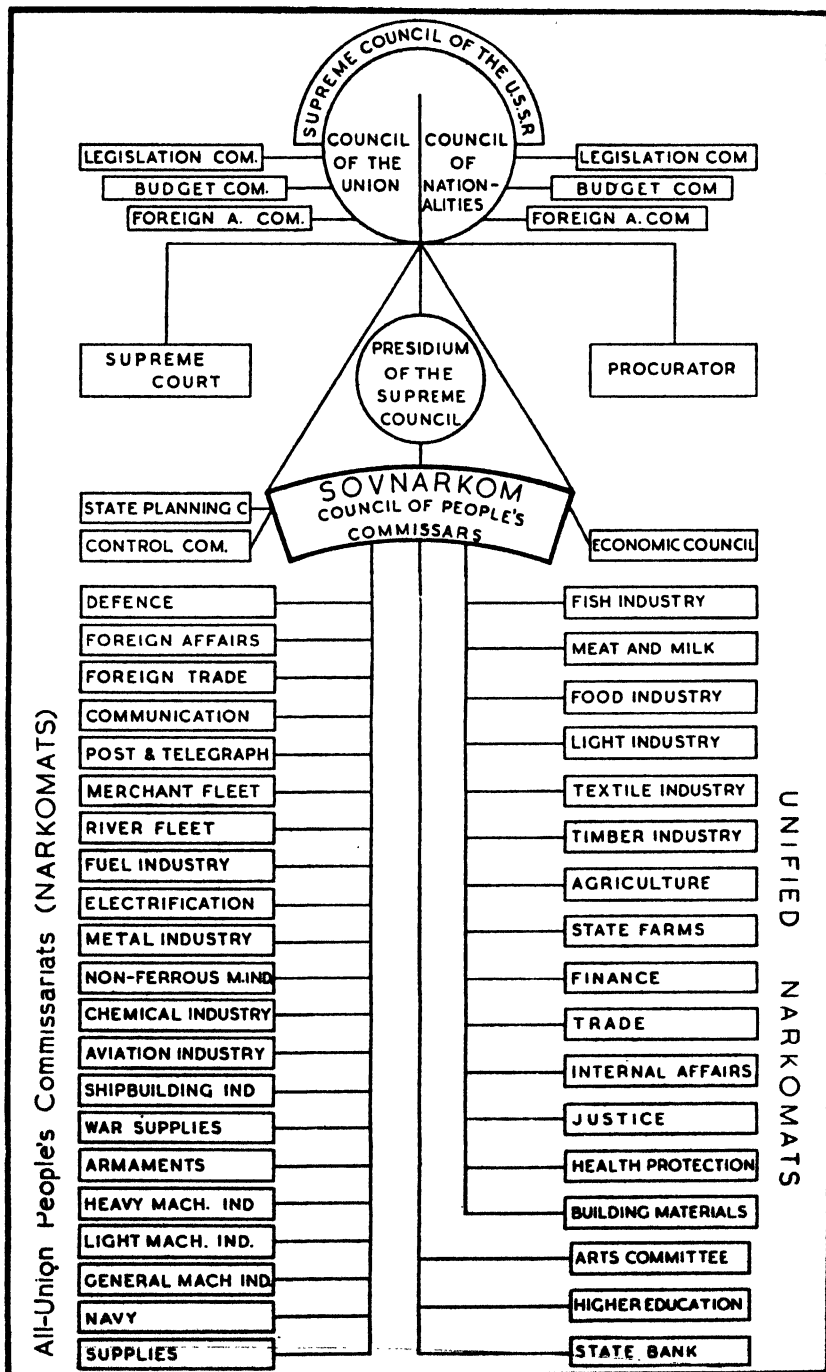 SUPREME COUNCIL OF THE U.S.S.R
COUNCIL
OF THE
UNION
COUNCIL
OF
NATION-
ALITIES
LEGISLATION COM.
BUDGET COM.
FOREIGN A. COM.
LEGISLATION COM
BUDGET COM
FOREIGN A. COM
SUPREME
COURT
PRESIDIUM
OF THE
SUPREME
COUNCIL
PROCURATOR
SOVNARKOM
COUNCIL OF PEOPLE'S
COMMISSARS
STATE PLANNING C
CONTROL COM.
ECONOMIC COUNCIL
All-Union People's Commissariats (NARKOMATS)
DEFENCE
FOREIGN AFFAIRS
FOREIGN TRADE
COMMUNICATION
POST & TELEGRAPH
MERCHANT FLEET
RIVER FLEET
FUEL INDUSTRY
ELECTRIFICATION
METAL INDUSTRY
NON-FERROUS M.IND.
CHEMICAL INDUSTRY
AVIATION INDUSTRY
SHIPBUILDING IND
WAR SUPPLIES
ARMAMENTS
HEAVY MACH. IND
LIGHT MACH. IND.
GENERAL MACH IND.
NAVY
SUPPLIES
UNIFIED NARKOMATS
FISH INDUSTRY
MEAT AND MILK
FOOD INDUSTRY
LIGHT INDUSTRY
TEXTILE INDUSTRY
TIMBER INDUSTRY
AGRICULTURE
STATE FARMS
FINANCE
TRADE
INTERNAL AFFAIRS
JUSTICE
HEALTH PROTECTION
BUILDING MATERIALS
ARTS COMMITTEE
HIGHER EDUCATION
STATE BANK